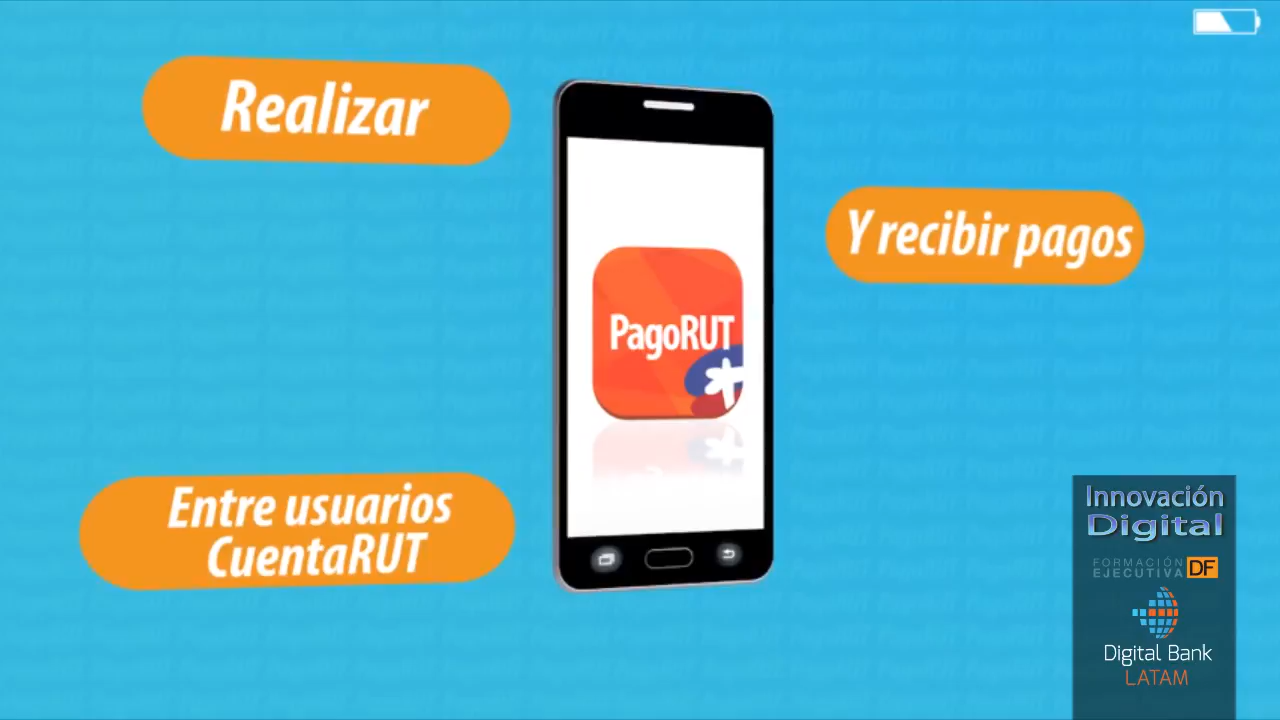 Realizar
Y recibir pagos
PagoRUT
Entre usuarios
CuentaRUT
Innovación
Digital
FORMACIÓN
EJECUTIVA DF
Digital Bank
LATAM